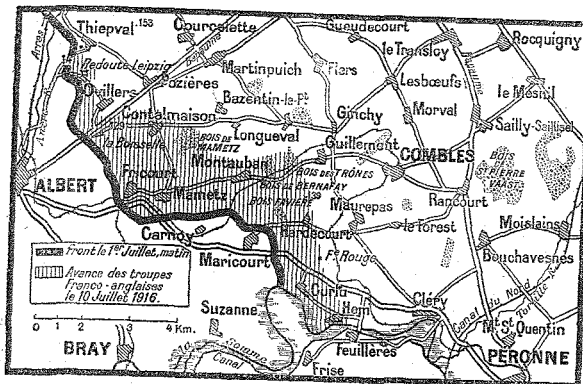 Thiepval
.153
Courcelette
Gueudecourt
le Transloy
Rocquigny
Redoute Leipzig
Martinpuich
Flers
Lesbœufs
le Mesnil
Ovillers
Pozières
Bazentin-le-Pt
Ginchy
Morval
Sailly-Saillisel
Contalmaison
Longueval
Guillemont
COMBLES
BOIS DE
MAMETZ
la Boisselle
Montauban
BOIS DES TRÔNES
Bois
ST PIERRE
VAAST
ALBERT
Fricourt
Mametz
BOIS DE BERNAFAY
Rancourt
BOIS FAVIÈRE
Maurepas
le Forest
Moislains
Carnoy
Hardecourt
Maricourt
Fe Rouge
Bouchavesnes
Front le 1er Juillet, matin
Avance des troupes
Franco-anglaises
le 10 Juillet 1916.
Curlu
Hem
Cléry
Canal du Nord
Suzanne
0 1 2 4 Km.
Mt St Quentin
BRAY
Somme
Canal
Feuillères
Frise
PÉRONNE